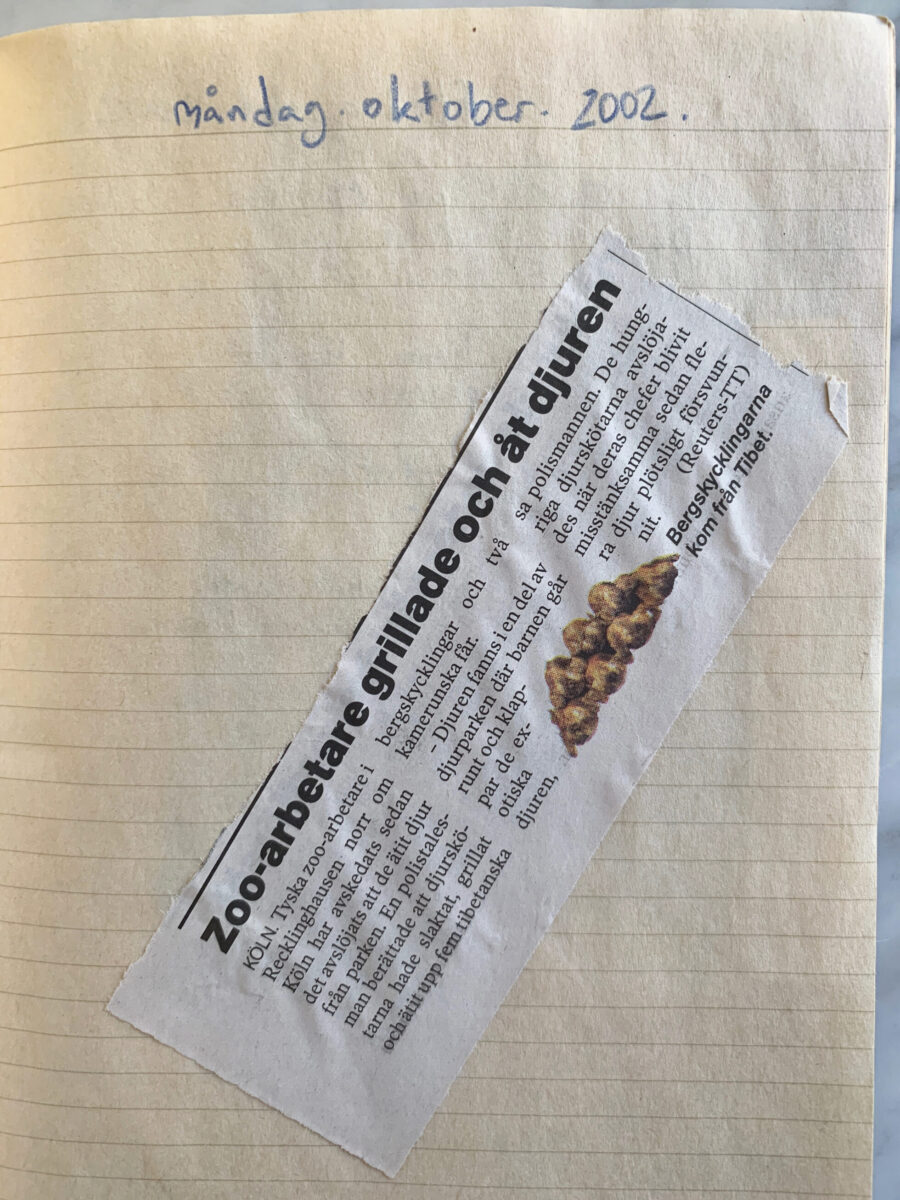 måndag. oktober. 2002.
Zoo-arbetare grillade och åt djuren
KÖLN. Tyska zoo-arbetare i
Recklinghausen norr om
Köln har avskedats sedan
det avslöjats att de ätit djur
från parken. En polistales-
man berättade att djurskö-
tarna hade slaktat, grillat
och ätit upp fem tibetanska
bergskycklingar och två
kamerunska får.
– Djuren fanns i en del av
djurparken där barnen går
runt och klap-
par de ex-
otiska
djuren,
sa polismannen. De hung-
riga djurskötarna avslöja-
des när deras chefer blivit
misstänksamma sedan fle-
ra djur plötsligt försvun-
nit. (Reuters-TT)
Bergskycklingarna
kom från Tibet.